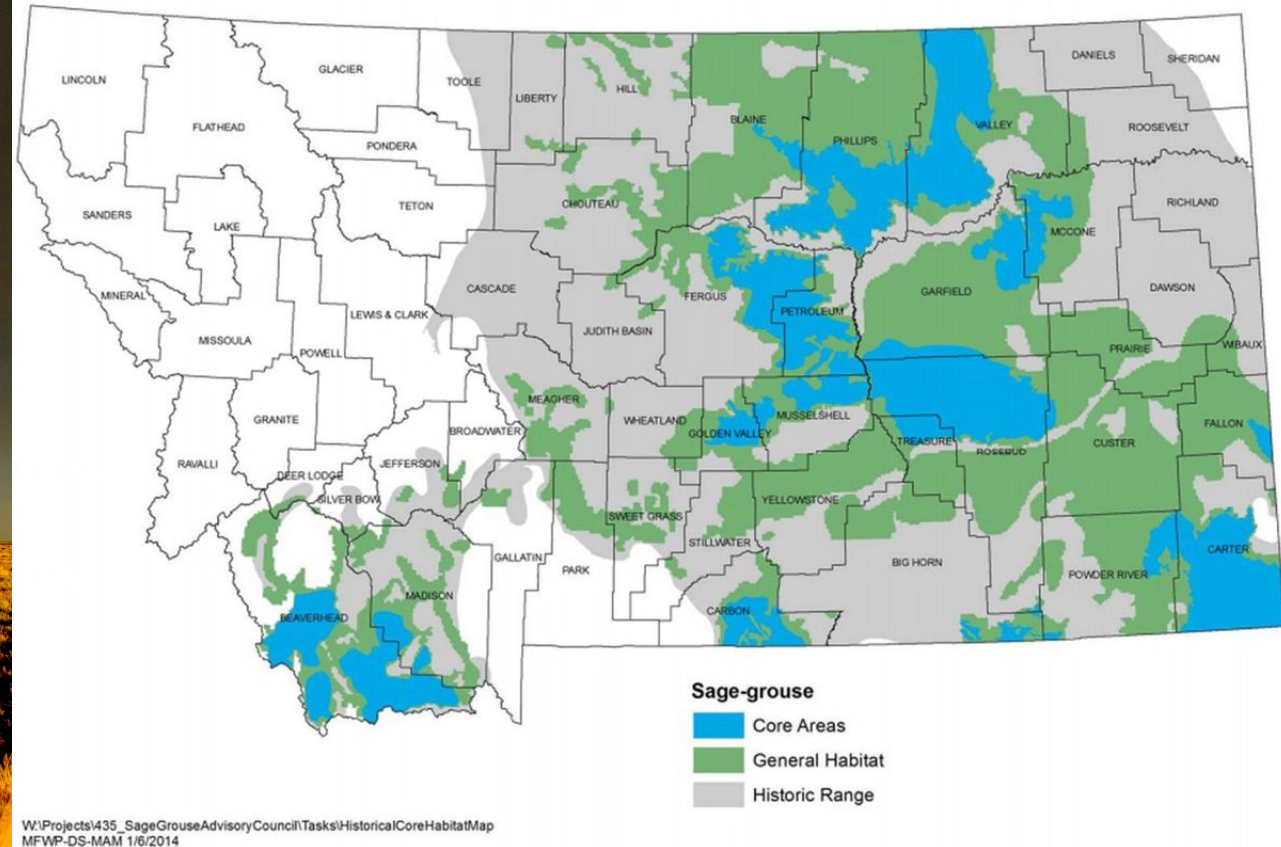 LINCOLN
GLACIER
TOOLE
LIBERTY
HILL
BLAINE
PHILLIPS
VALLEY
DANIELS
SHERIDAN
FLATHEAD
PONDERA
ROOSEVELT
SANDERS
LAKE
TETON
CHOUTEAU
MCCONE
RICHLAND
MINERAL
MISSOULA
POWELL
LEWIS & CLARK
CASCADE
JUDITH BASIN
FERGUS
PETROLEUM
GARFIELD
DAWSON
PRAIRIE
WIBAUX
GRANITE
RAVALLI
DEER LODGE
SILVER BOW
JEFFERSON
BROADWATER
MEAGHER
WHEATLAND
GOLDEN VALLEY
MUSSELSHELL
TREASURE
ROSEBUD
CUSTER
FALLON
BEAVERHEAD
MADISON
GALLATIN
PARK
SWEET GRASS
STILLWATER
YELLOWSTONE
CARBON
BIG HORN
POWDER RIVER
CARTER
Sage-grouse
Core Areas
General Habitat
Historic Range
W:\Projects\435_SageGrouseAdvisoryCouncil\Tasks\HistoricalCoreHabitatMap
MFWP-DS-MAM 1/6/2014